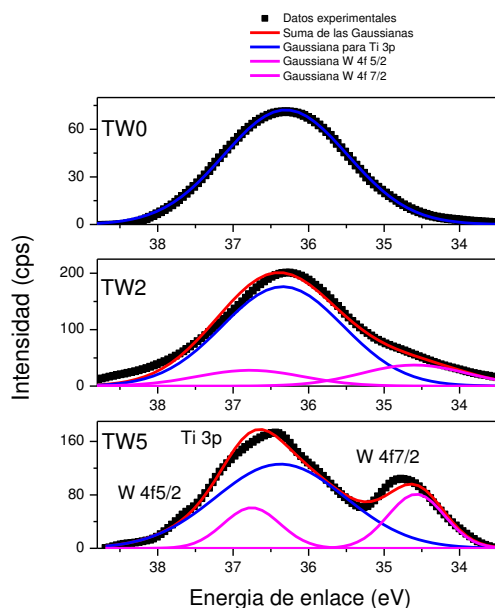 Datos experimentales
Suma de las Gaussianas
Gaussiana para Ti 3p
Gaussiana W 4f 5/2
Gaussiana W 4f 7/2
TW0
60
30
0
38 37 36 35 34
TW2
200
100
0
38 37 36 35 34
Intensidad (cps)
TW5
Ti 3p
W 4f5/2
W 4f7/2
160
80
0
38 37 36 35 34
Energia de enlace (eV)